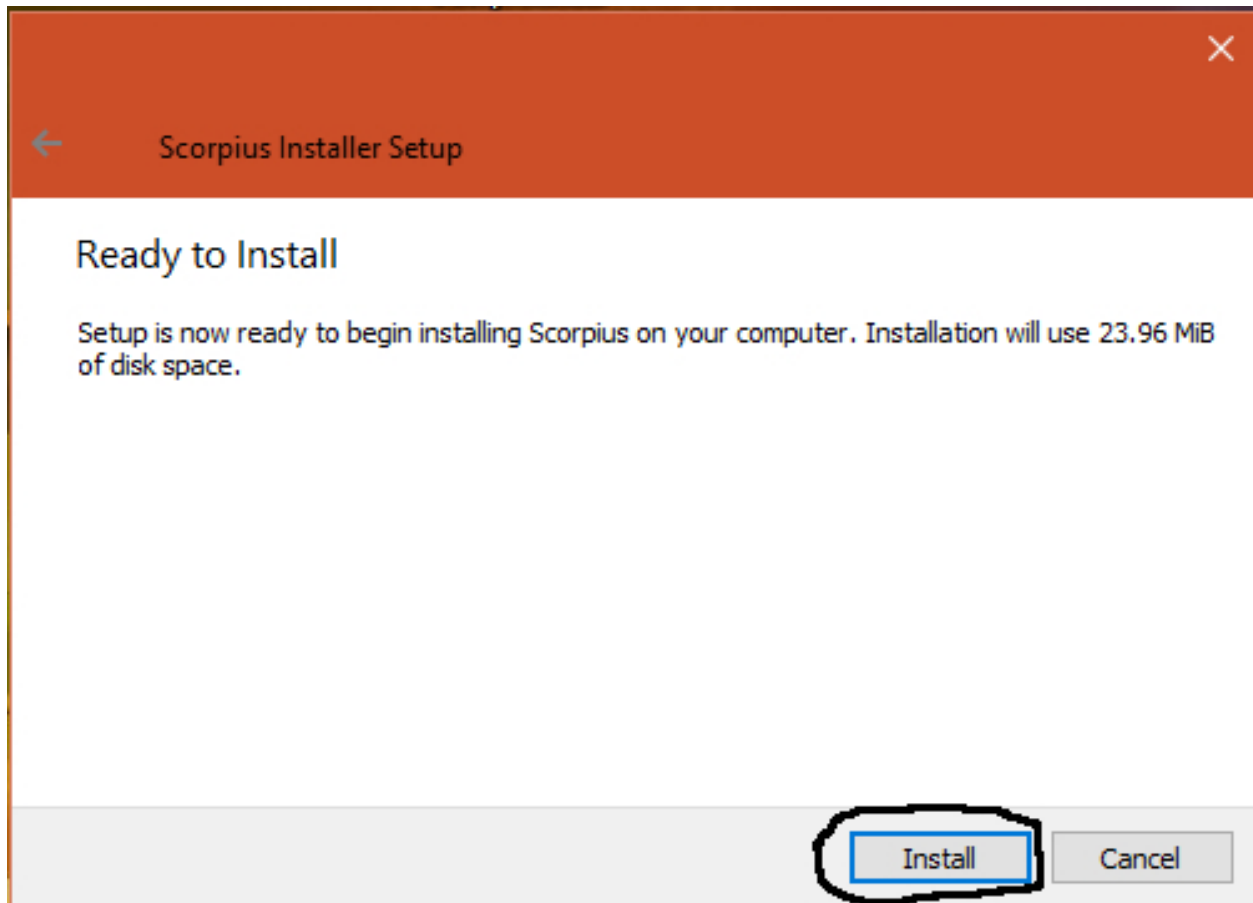 Scorpius Installer Setup
Ready to Install
Setup is now ready to begin installing Scorpius on your computer. Installation will use 23.96 MiB
of disk space.
Install
Cancel